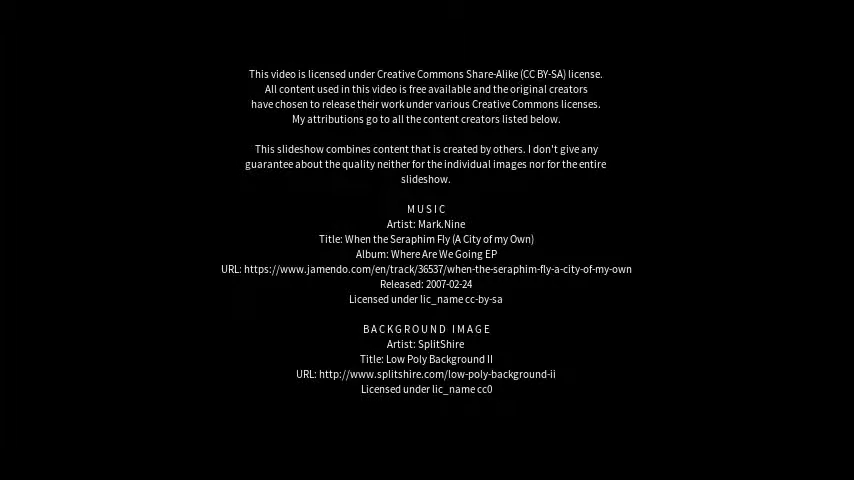 This video is licensed under Creative Commons Share-Alike (CC BY-SA) license.
All content used in this video is free available and the original creators
have chosen to release their work under various Creative Commons licenses.
My attributions go to all the content creators listed below.
This slideshow combines content that is created by others. I don't give any
guarantee about the quality neither for the individual images nor for the entire
slideshow.
MUSIC
Artist: Mark.Nine
Title: When the Seraphim Fly (A City of my Own)
Album: Where Are We Going EP
URL: https://www.jamendo.com/en/track/36537/when-the-seraphim-fly-a-city-of-my-own
Released: 2007-02-24
Licensed under lic_name cc-by-sa
BACKGROUND IMAGE
Artist: SplitShire
Title: Low Poly Background II
URL: http://www.splitshire.com/low-poly-background-ii
Licensed under lic_name cc0